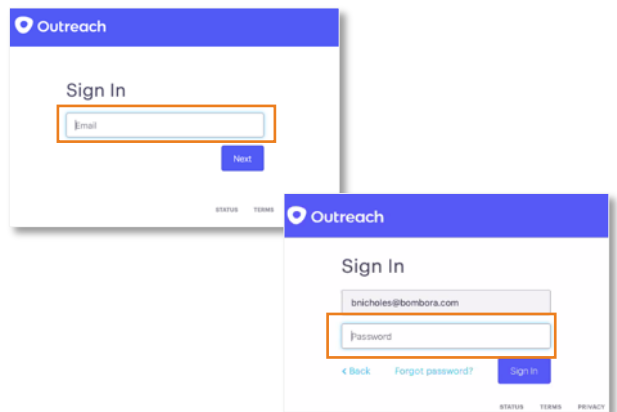 Outreach
Sign In
Email
Next
STATUS TERMS
Outreach
Sign In
bnicholes@bombora.com
Password
< Back Forgot password? Sign In
STATUS TERMS PRIVACY